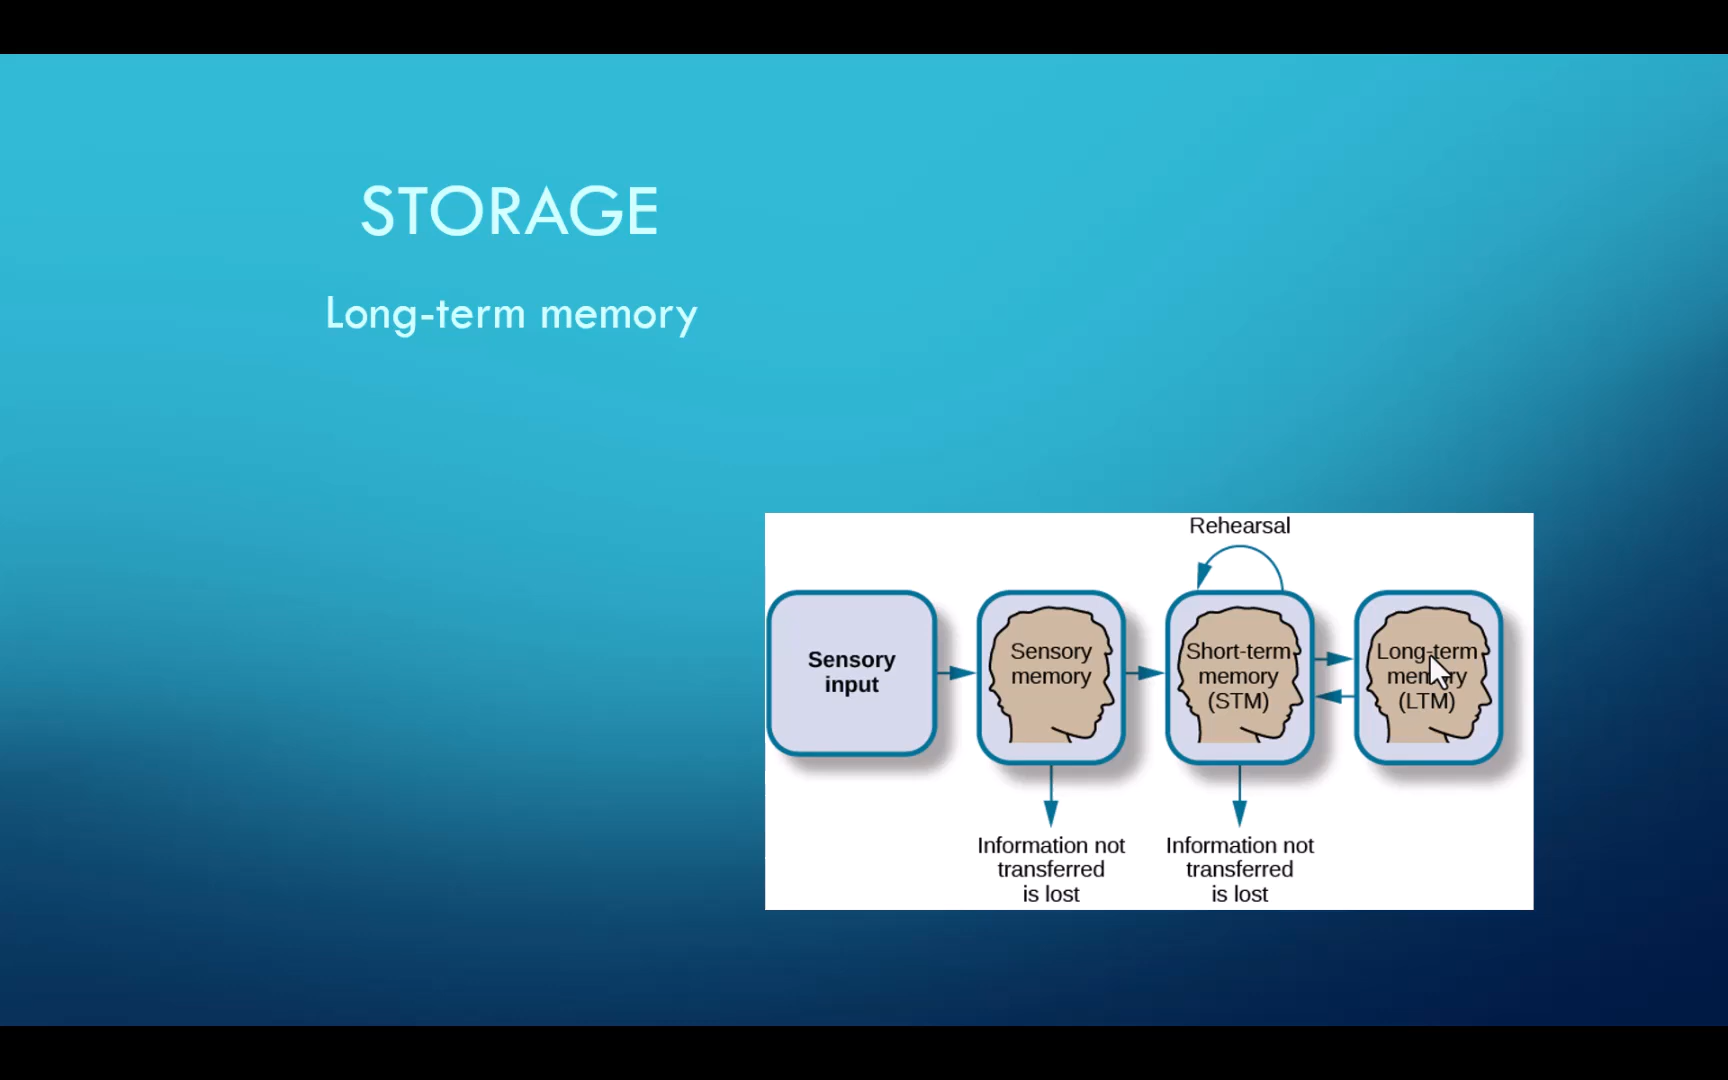 STORAGE
Long-term memory
Rehearsal
Sensory
input
Sensory
memory
Short-term
memory
(STM)
Long-term
memory
(LTM)
Information not
transferred
is lost
Information not
transferred
is lost